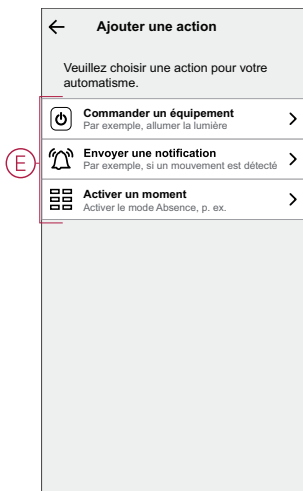 Ajouter une action
Veuillez choisir une action pour votre
automatisme.
Commander un équipement
Par exemple, allumer la lumière
E
Envoyer une notification
Par exemple, si un mouvement est détecté
Activer un moment
Activer le mode Absence, p. ex.